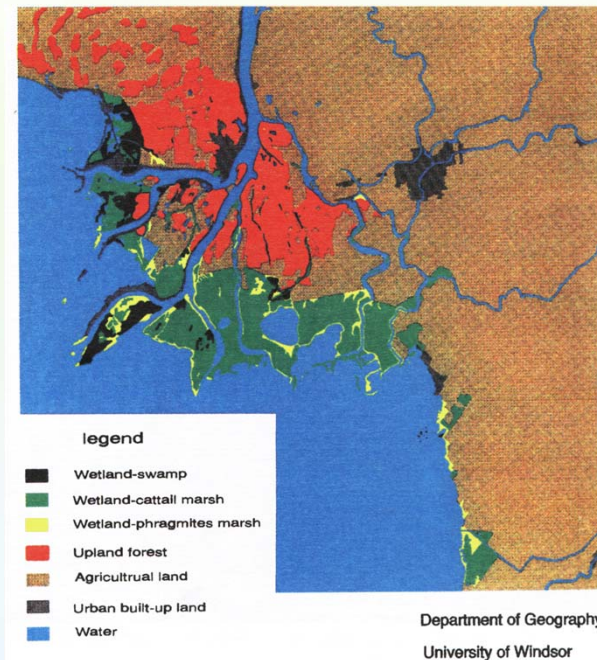 legend
Wetland-swamp
Wetland-cattail marsh
Wetland-phragmites marsh
Upland forest
Agricultrual land
Urban built-up land
Water
Department of Geography
University of Windsor